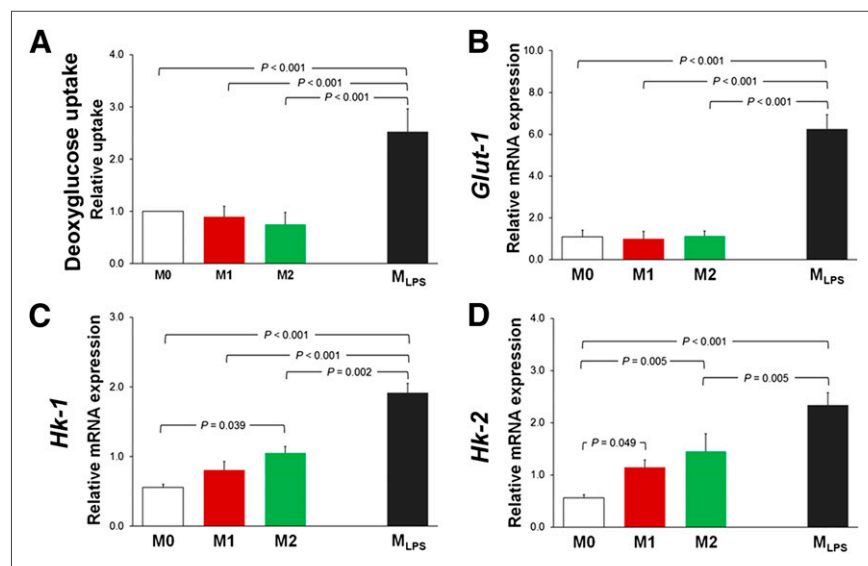 A
Deoxyglucose uptake
Relative uptake
4.0
3.0
2.0
1.0
0.0
P < 0.001
P < 0.001
P < 0.001
M0
M1
M2
MLPS
B
Glut-1
Relative mRNA expression
10.0
8.0
6.0
4.0
2.0
0.0
P < 0.001
P < 0.001
P < 0.001
M0
M1
M2
MLPS
C
Hk-1
Relative mRNA expression
3.0
2.0
1.0
0.0
P < 0.001
P < 0.001
P = 0.002
P = 0.039
M0
M1
M2
MLPS
D
Hk-2
Relative mRNA expression
4.0
3.0
2.0
1.0
0.0
P < 0.001
P = 0.005
P = 0.005
P = 0.049
M0
M1
M2
MLPS